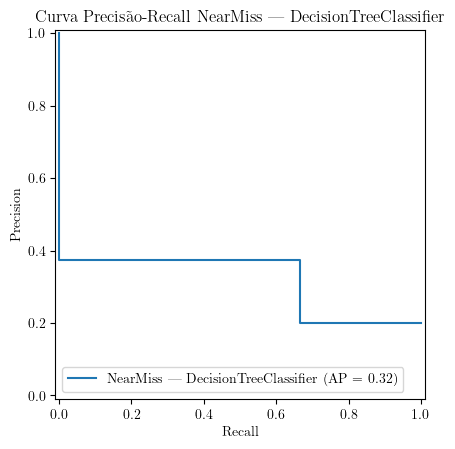 Curva Precisão-Recall NearMiss — DecisionTreeClassifier
1.0
0.8
0.6
0.4
0.2
0.0
Precision
NearMiss — DecisionTreeClassifier (AP = 0.32)
0.0 0.2 0.4 0.6 0.8 1.0
Recall